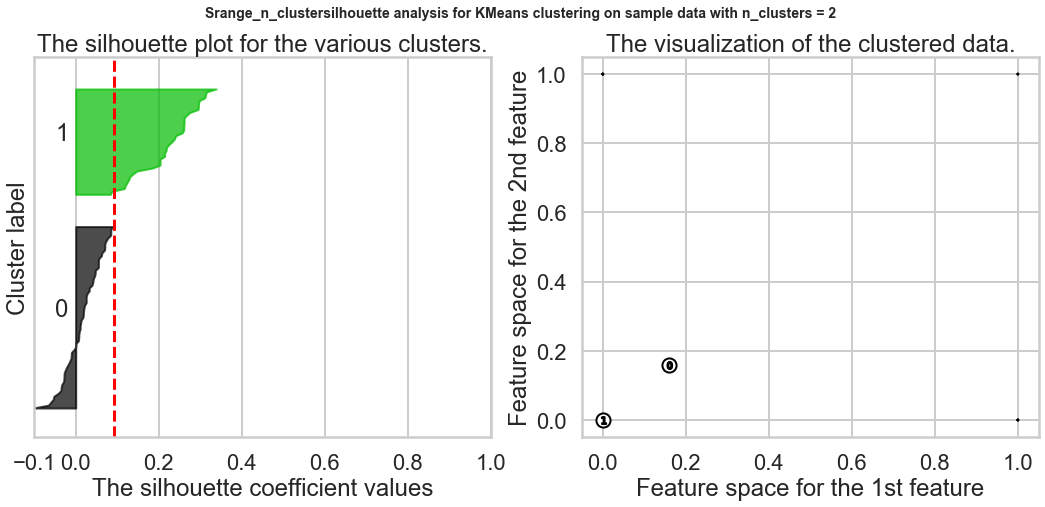 Srange_n_clustersilhouette analysis for KMeans clustering on sample data with n_clusters = 2
The silhouette plot for the various clusters.
1
0
Cluster label
−0.1 0.0 0.2 0.4 0.6 0.8 1.0
The silhouette coefficient values
The visualization of the clustered data.
1.0
0.8
0.6
0.4
0.2
0.0
Feature space for the 2nd feature
0
1
0.0 0.2 0.4 0.6 0.8 1.0
Feature space for the 1st feature